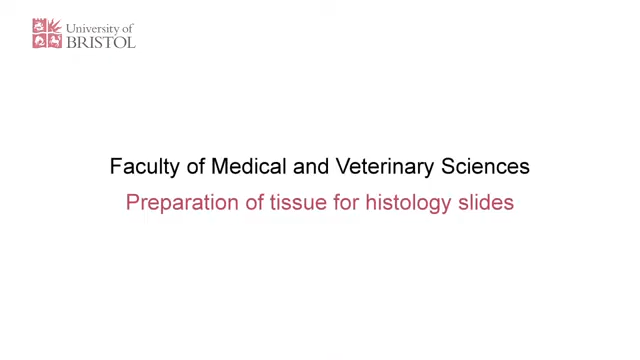 University of
BRISTOL
Faculty of Medical and Veterinary Sciences
Preparation of tissue for histology slides